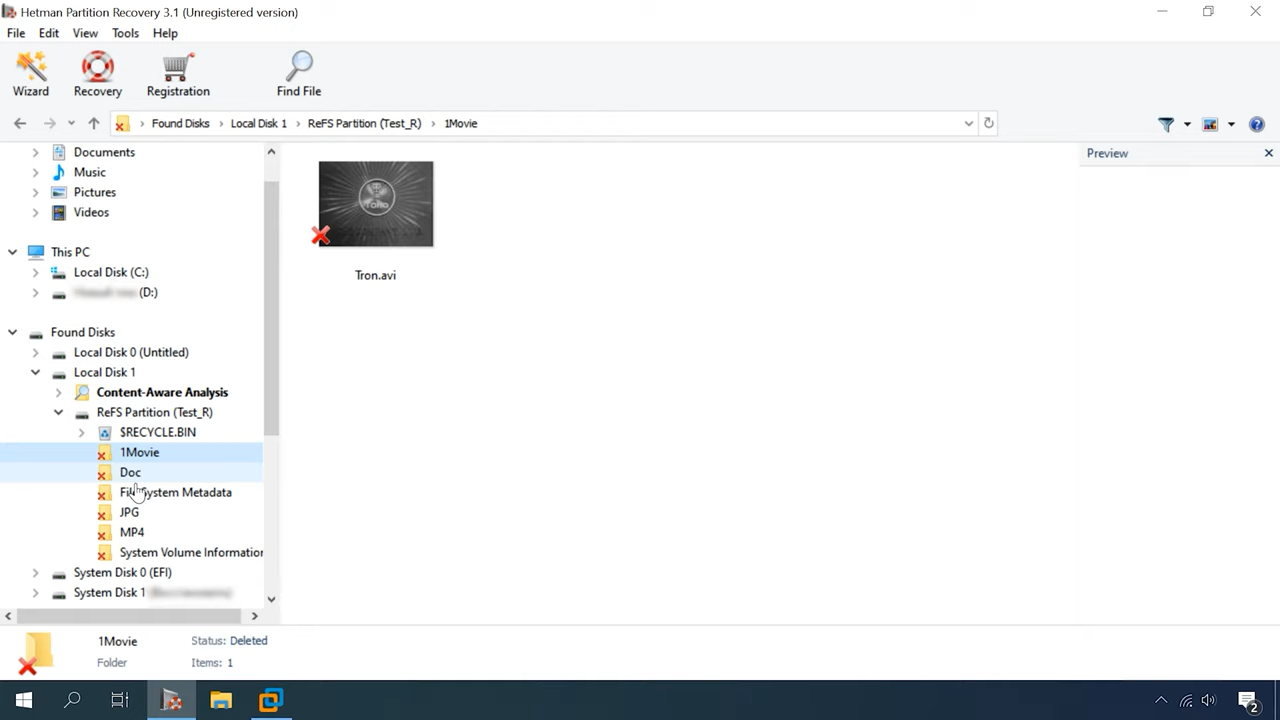 Hetman Partition Recovery 3.1 (Unregistered version)
File Edit View Tools Help
Wizard Recovery Registration Find File
Found Disks Local Disk 1 ReFS Partition (Test_R) 1Movie
Documents
Music
Pictures
Videos
This PC
Local Disk (C:)
(D:)
Found Disks
Local Disk 0 (Untitled)
Local Disk 1
Content-Aware Analysis
ReFS Partition (Test_R)
$RECYCLE.BIN
1Movie
Doc
File System Metadata
JPG
MP4
System Volume Information
System Disk 0 (EFI)
System Disk 1
Tron.avi
Preview
1Movie Status: Deleted
Folder Items: 1
2